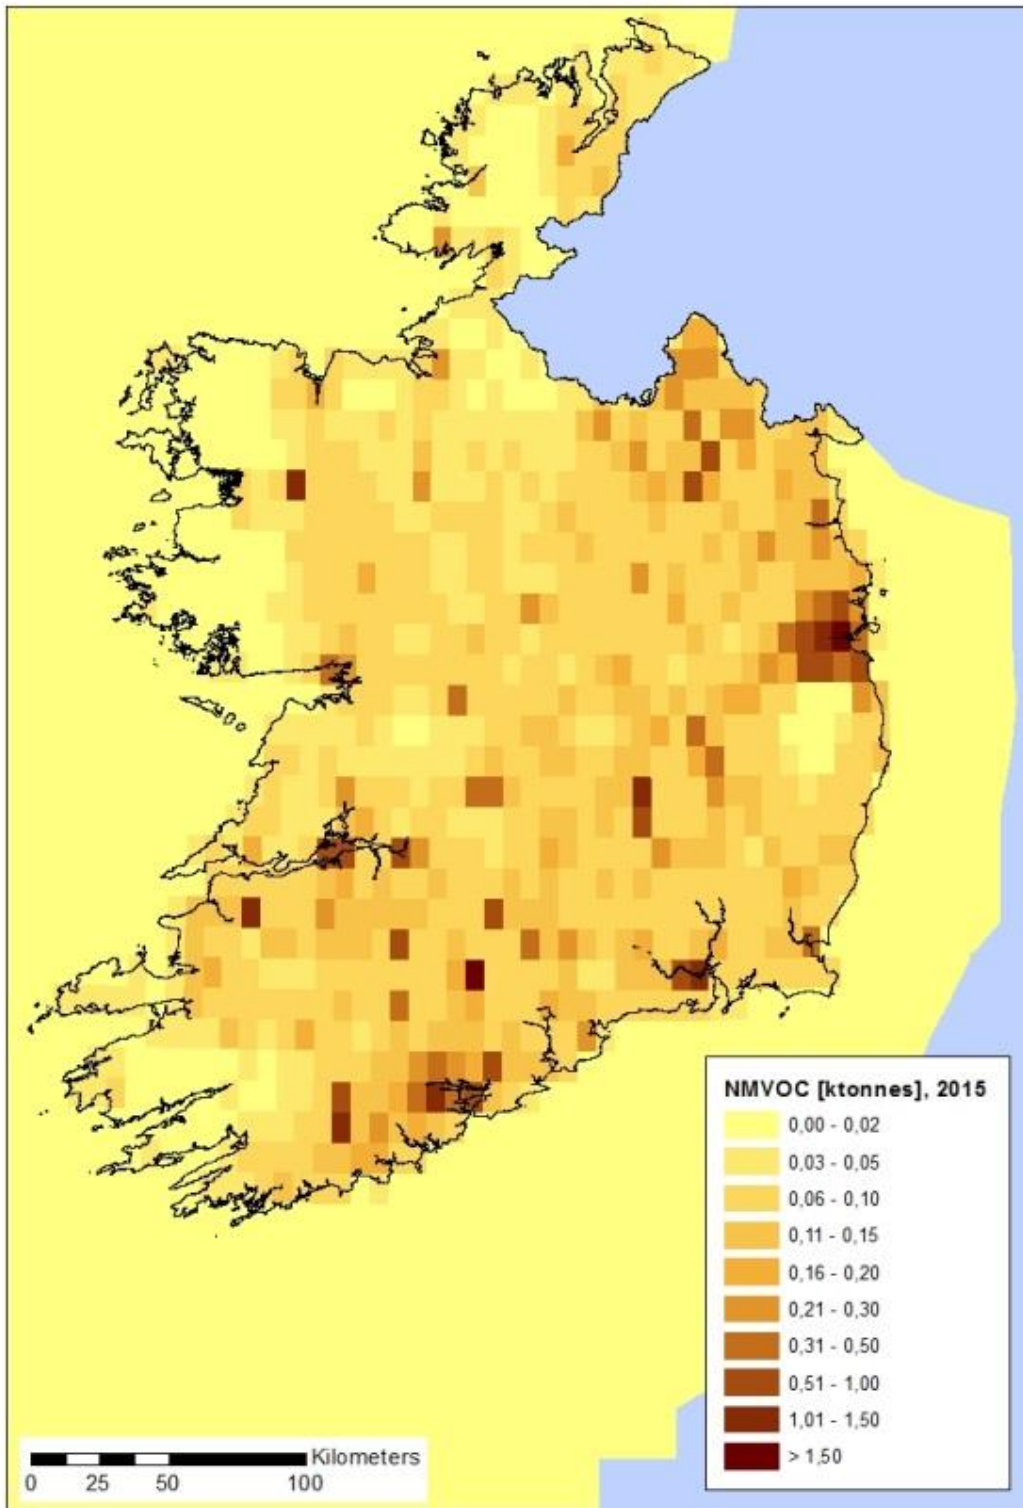 NMVOC [ktonnes], 2015
0,00 - 0,02
0,03 - 0,05
0,06 - 0,10
0,11 - 0,15
0,16 - 0,20
0,21 - 0,30
0,31 - 0,50
0,51 - 1,00
1,01 - 1,50
> 1,50
Kilometers
0 25 50 100